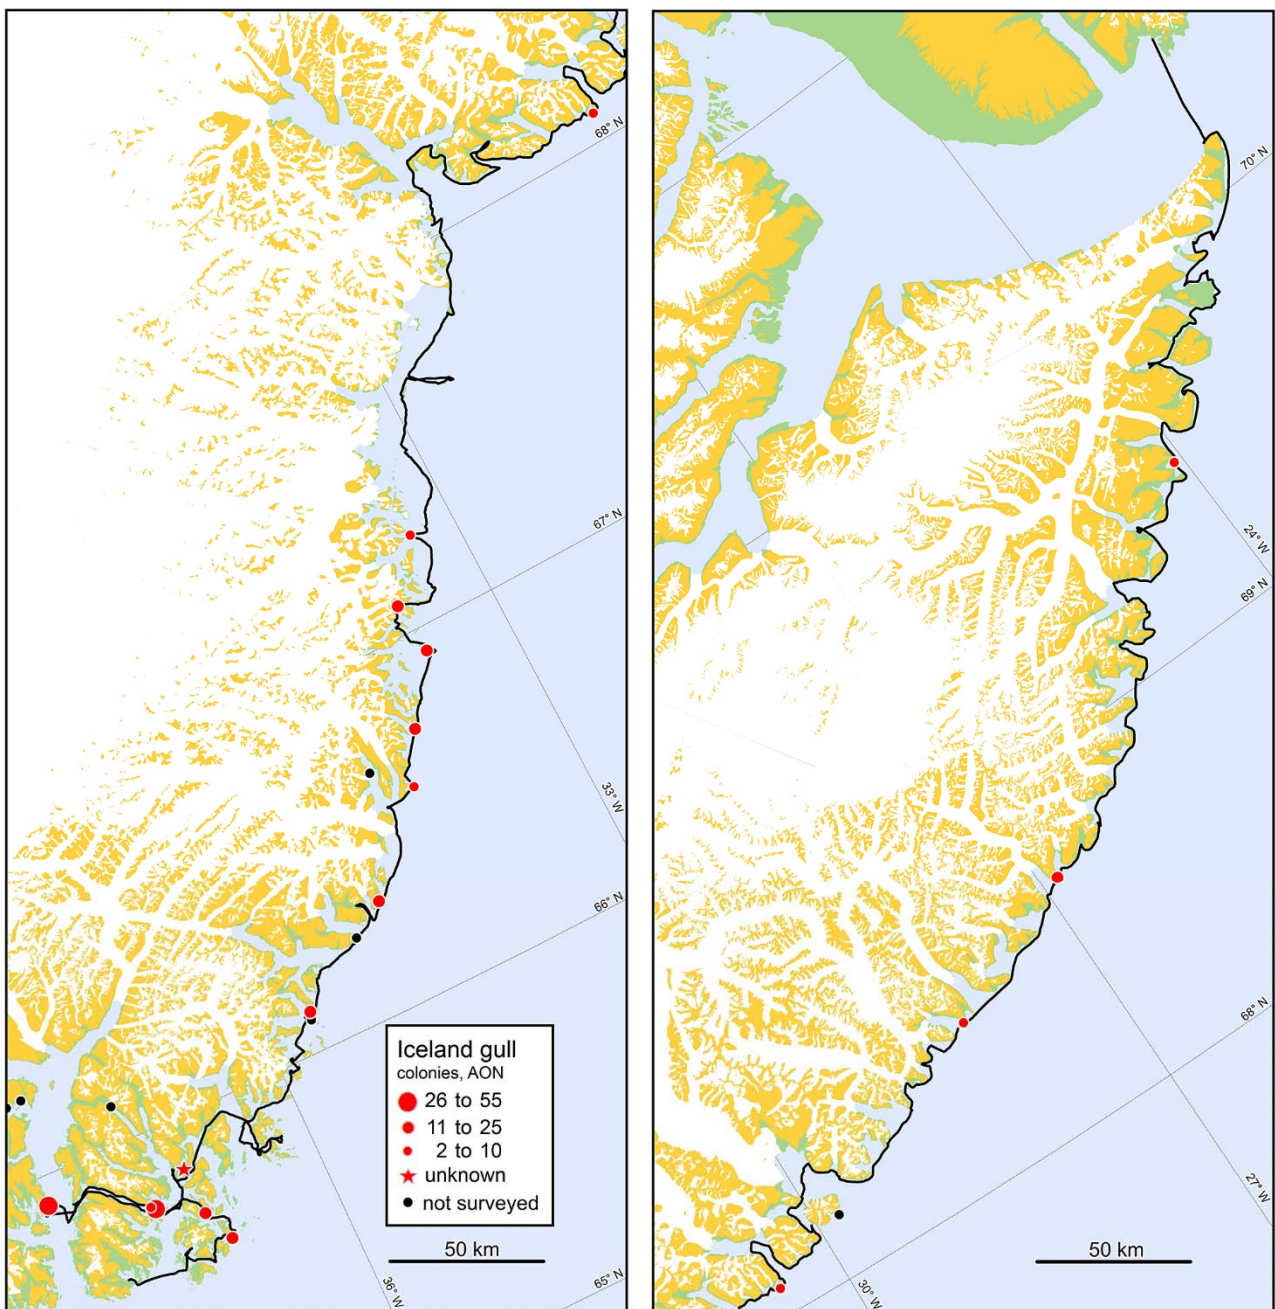 68° N
67° N
33° W
66° N
Iceland gull
colonies, AON
26 to 55
11 to 25
2 to 10
unknown
not surveyed
50 km
36° W
65° N
70° N
24° W
69° N
68° N
27° W
50 km
30° W